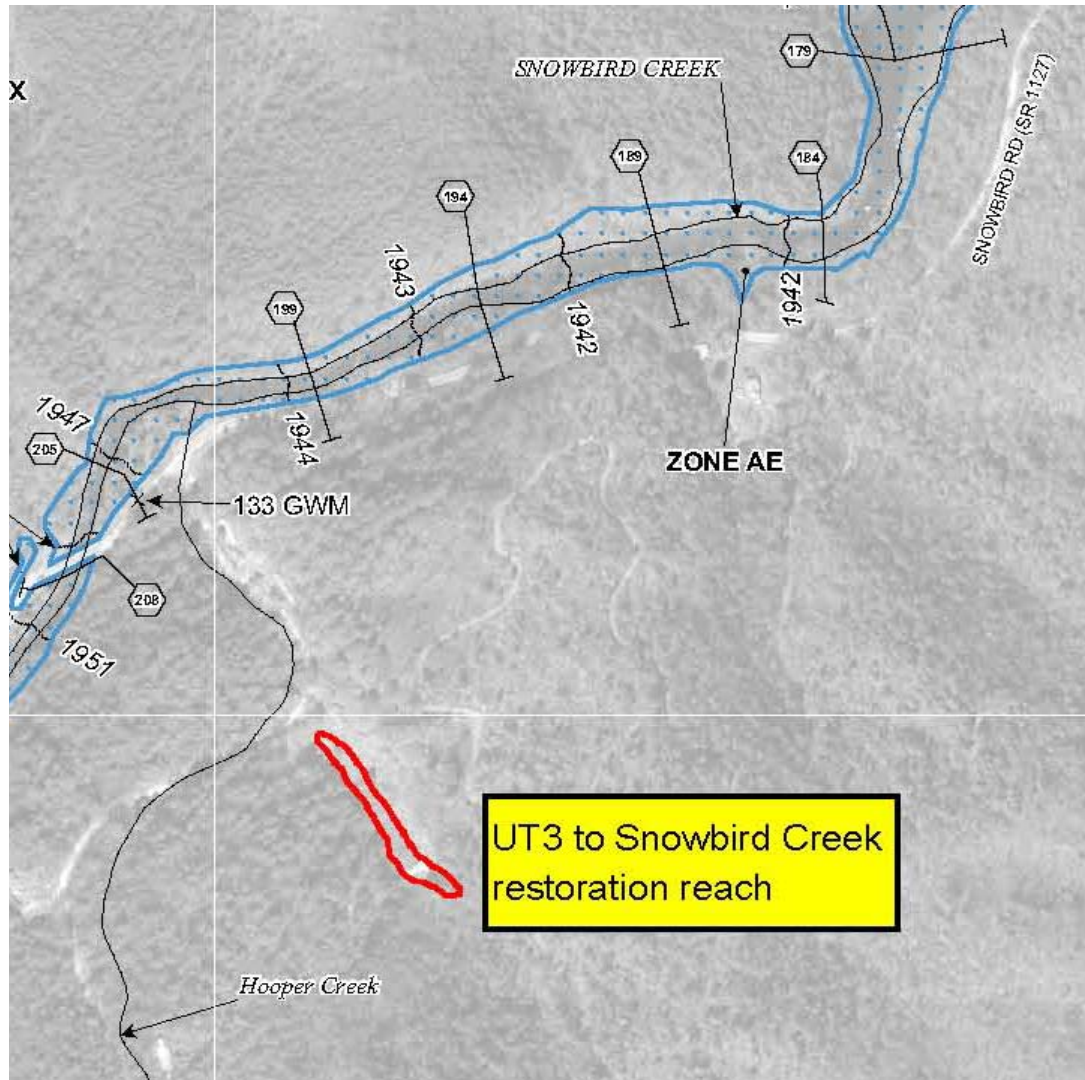 X
SNOWBIRD CREEK
179
SNOWBIRD RD (SR 1127)
189
184
194
1943
199
1942
1942
1947
1944
205
ZONE AE
133 GWM
208
1951
UT3 to Snowbird Creek
restoration reach
Hooper Creek